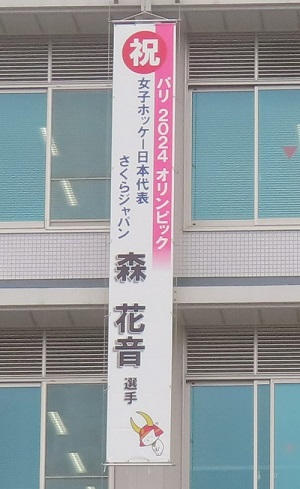 祝
パリ 2024 オリンピック
女子ホッケー日本代表
さくらジャパン
森 花音 選手